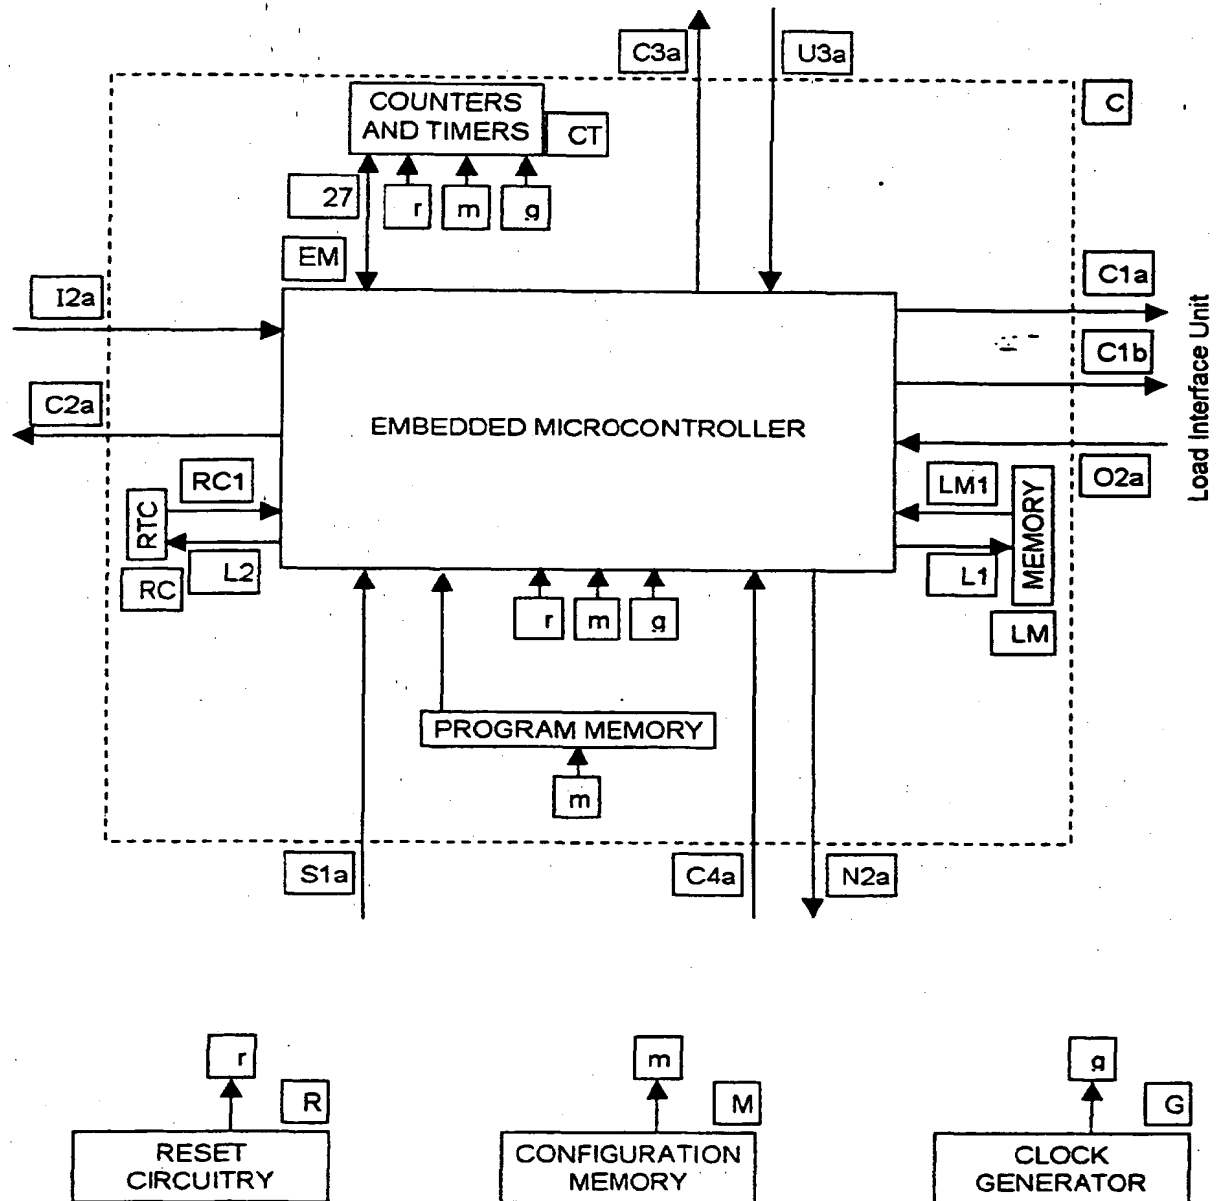 C3a
U3a
C
COUNTERS
AND TIMERS
CT
27
r
m
g
EM
I2a
C1a
C1b
C2a
EMBEDDED MICROCONTROLLER
Load Interface Unit
O2a
RC1
LM1
RTC
MEMORY
RC
L2
L1
r
m
g
LM
PROGRAM MEMORY
m
S1a
C4a
N2a
r
m
g
R
M
G
RESET
CIRCUITRY
CONFIGURATION
MEMORY
CLOCK
GENERATOR